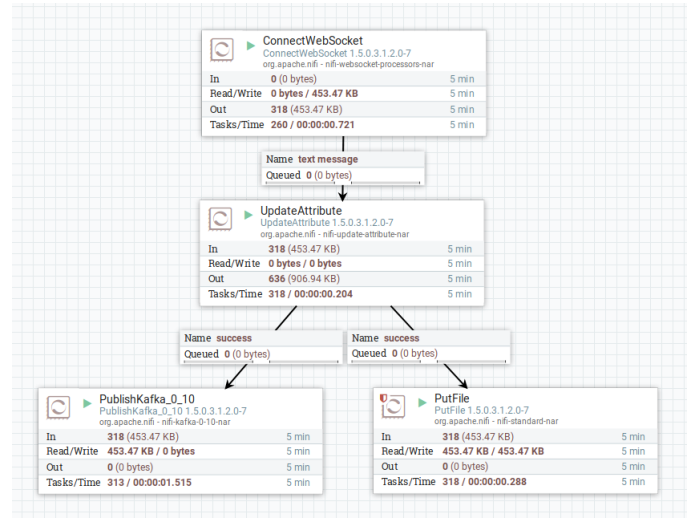 ConnectWebSocket
ConnectWebSocket 1.5.0.3.1.2.0-7
org.apache.nifi - nifi-websocket-processors-nar
In 0 (0 bytes) 5 min
Read/Write 0 bytes / 453.47 KB 5 min
Out 318 (453.47 KB) 5 min
Tasks/Time 260 / 00:00:00.721 5 min
Name text message
Queued 0 (0 bytes)
UpdateAttribute
UpdateAttribute 1.5.0.3.1.2.0-7
org.apache.nifi - nifi-update-attribute-nar
In 318 (453.47 KB) 5 min
Read/Write 0 bytes / 0 bytes 5 min
Out 636 (906.94 KB) 5 min
Tasks/Time 318 / 00:00:00.204 5 min
Name success
Queued 0 (0 bytes)
Name success
Queued 0 (0 bytes)
PublishKafka_0_10
PublishKafka_0_10 1.5.0.3.1.2.0-7
org.apache.nifi - nifi-kafka-0-10-nar
In 318 (453.47 KB) 5 min
Read/Write 453.47 KB / 0 bytes 5 min
Out 0 (0 bytes) 5 min
Tasks/Time 313 / 00:00:01.515 5 min
PutFile
PutFile 1.5.0.3.1.2.0-7
org.apache.nifi - nifi-standard-nar
In 318 (453.47 KB) 5 min
Read/Write 453.47 KB / 453.47 KB 5 min
Out 0 (0 bytes) 5 min
Tasks/Time 318 / 00:00:00.288 5 min